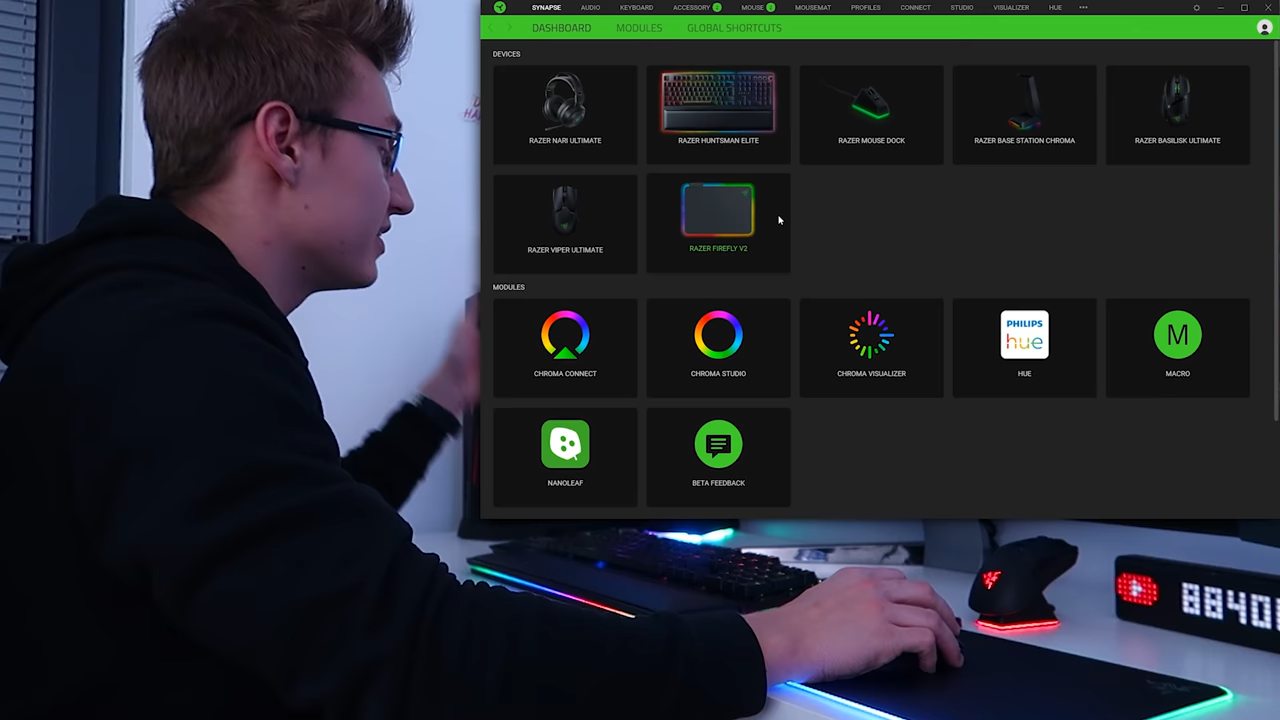 SYNAPSE AUDIO KEYBOARD ACCESSORY MOUSE MOUSEMAT PROFILES CONNECT STUDIO VISUALIZER HUE
DASHBOARD MODULES GLOBAL SHORTCUTS
DEVICES
RAZER NARI ULTIMATE
RAZER HUNTSMAN ELITE
RAZER MOUSE DOCK
RAZER BASE STATION CHROMA
RAZER BASILISK ULTIMATE
RAZER VIPER ULTIMATE
RAZER FIREFLY V2
MODULES
CHROMA CONNECT
CHROMA STUDIO
CHROMA VISUALIZER
PHILIPS
hue
HUE
M
MACRO
NANOLEAF
BETA FEEDBACK